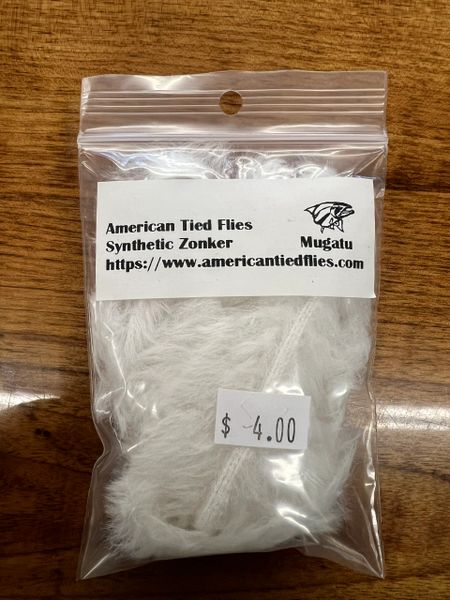 American Tied Flies
Synthetic Zonker Mugatu
https://www.americantiedflies.com
$ 4.00